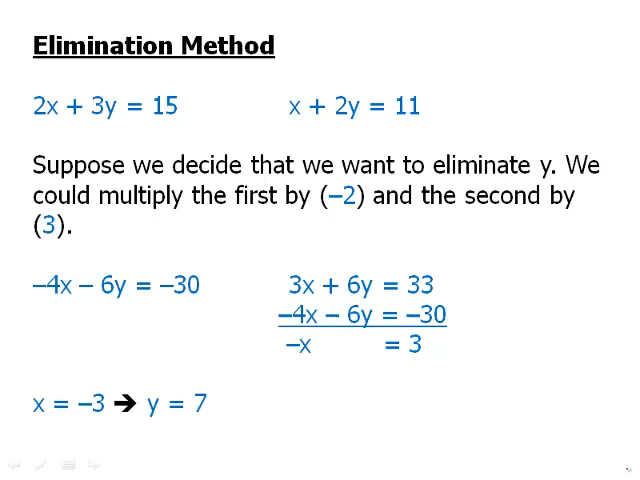 Elimination Method
2x + 3y = 15 x + 2y = 11
Suppose we decide that we want to eliminate y. We
could multiply the first by (–2) and the second by
(3).
–4x – 6y = –30 3x + 6y = 33
–4x – 6y = –30
–x = 3
x = –3 ➔ y = 7